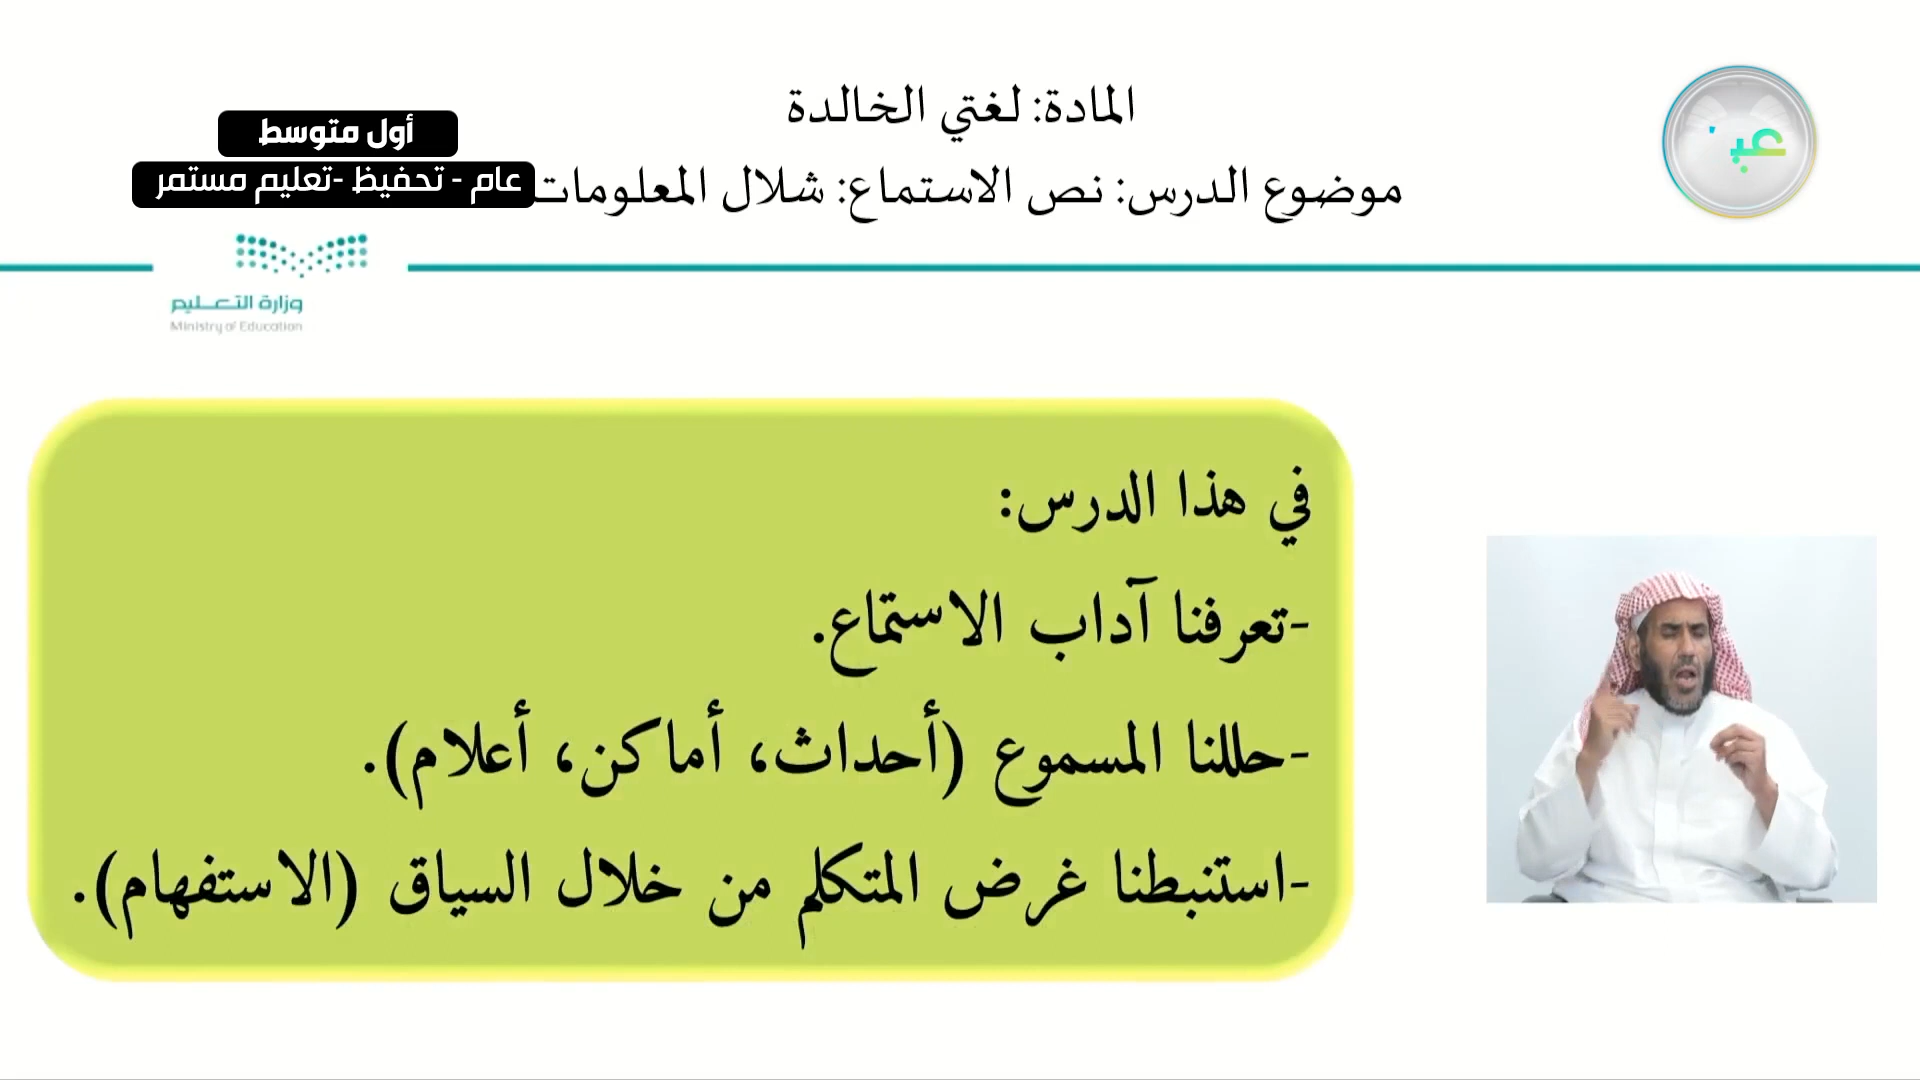 المادة: لغتي الخالدة
موضوع الدرس: نص الاستماع: شلال المعلومات
أول متوسط
عام - تحفيظ -تعليم مستمر
وزارة التعليم
Ministry of Education
في هذا الدرس:
-تعرفنا آداب الاستماع.
-حللنا المسموع (أحداث، أماكن، أعلام).
-استنبطنا غرض المتكلم من خلال السياق (الاستفهام).